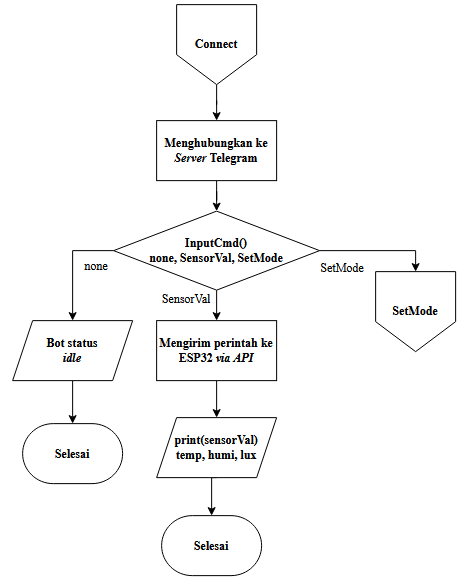 Connect
Menghubungkan ke
Server Telegram
InputCmd()
none, SensorVal, SetMode
none
SetMode
SensorVal
SetMode
Bot status
idle
Mengirim perintah ke
ESP32 via API
print(sensorVal)
temp, humi, lux
Selesai
Selesai